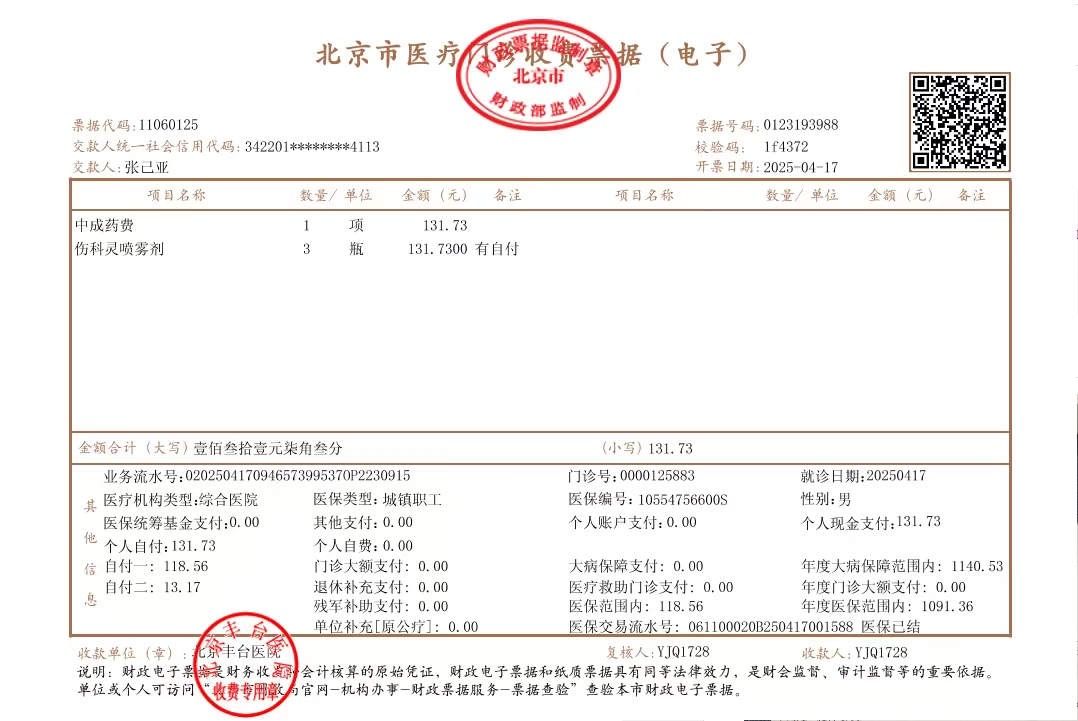 北京市医疗门诊收费票据（电子）
财政票据监制章
北京市
财政部监制
票据代码:11060125 票据号码:0123193988
交款人统一社会信用代码:342201********4113 校验码: 1f4372
交款人:张己亚 开票日期:2025-04-17
项目名称 数量/单位 金额（元） 备注 项目名称 数量/单位 金额（元） 备注
中成药费 1 项 131.73
伤科灵喷雾剂 3 瓶 131.7300 有自付
金额合计（大写）壹佰叁拾壹元柒角叁分 （小写）131.73
其他信息
业务流水号:0202504170946573995370P2230915 门诊号:0000125883 就诊日期:20250417
医疗机构类型:综合医院 医保类型:城镇职工 医保编号:10554756600S 性别:男
医保统筹基金支付:0.00 其他支付:0.00 个人账户支付:0.00 个人现金支付:131.73
个人自付:131.73 个人自费:0.00
自付一: 118.56 门诊大额支付: 0.00 大病保障支付: 0.00 年度大病保障范围内: 1140.53
自付二: 13.17 退休补充支付: 0.00 医疗救助门诊支付: 0.00 年度门诊大额支付: 0.00
残军补助支付: 0.00 医保范围内: 118.56 年度医保范围内: 1091.36
单位补充[原公疗]: 0.00 医保交易流水号: 061100020B250417001588 医保已结
收款单位（章）:北京丰台医院 复核人:YJQ1728 收款人:YJQ1728
北京丰台医院
收费专用章
说明: 财政电子票据是财务收支和会计核算的原始凭证，财政电子票据和纸质票据具有同等法律效力，是财会监督、审计监督等的重要依据。
单位或个人可访问“北京市财政局官网-机构办事-财政票据服务-票据查验”查验本市财政电子票据。